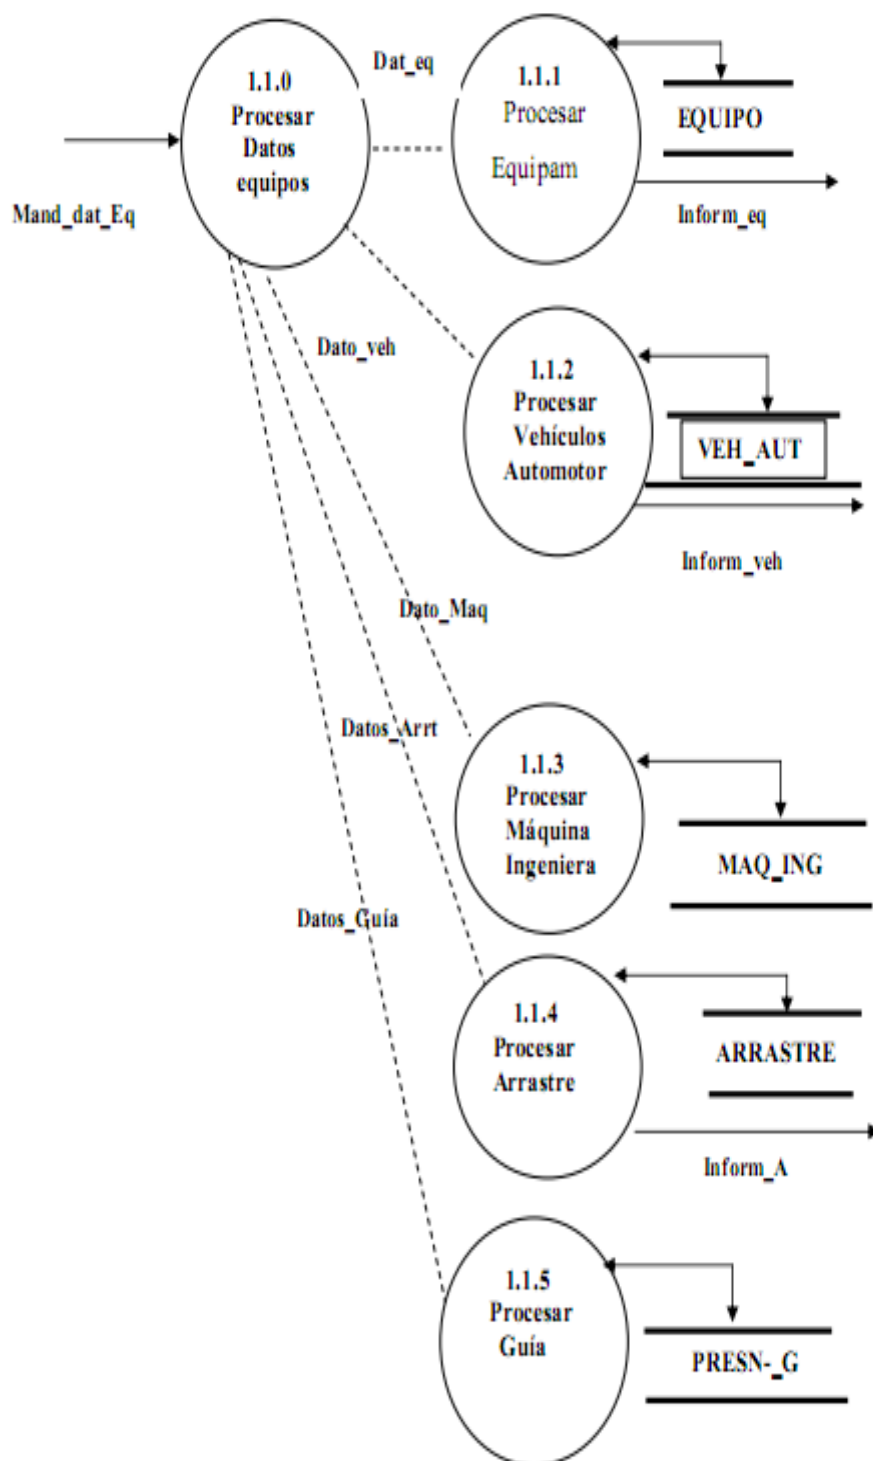 1.1.0
Procesar
Datos
equipos
Mand_dat_Eq
Dat_eq
1.1.1
Procesar
Equipam
EQUIPO
Inform_eq
Dato_veh
1.1.2
Procesar
Vehículos
Automotor
VEH_AUT
Inform_veh
Dato_Maq
Datos_Arrt
1.1.3
Procesar
Máquina
Ingeniera
MAQ_ING
Datos_Guía
1.1.4
Procesar
Arrastre
ARRASTRE
Inform_A
1.1.5
Procesar
Guía
PRESN-_G